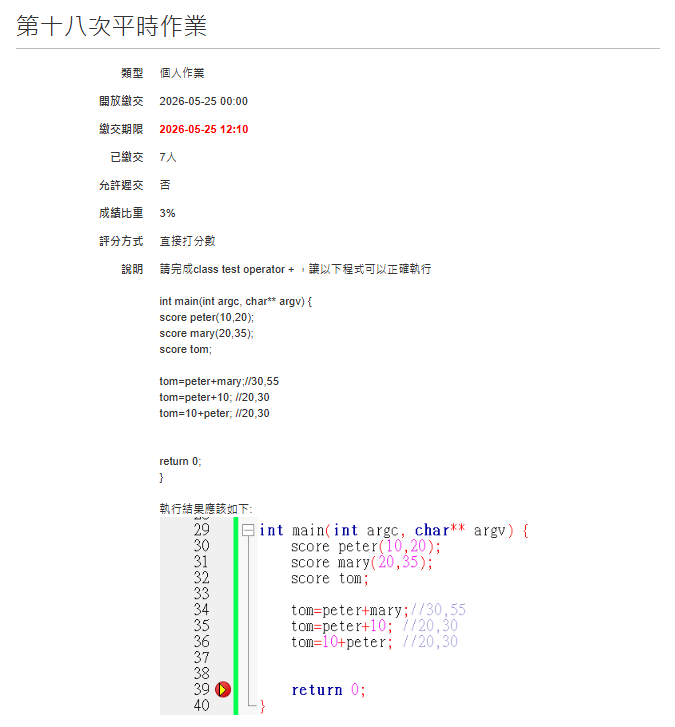 第十八次平時作業
類型 個人作業
開放繳交 2026-05-25 00:00
繳交期限 2026-05-25 12:10
已繳交 7人
允許遲交 否
成績比重 3%
評分方式 直接打分數
說明 請完成class test operator + ，讓以下程式可以正確執行
int main(int argc, char** argv) {
score peter(10,20);
score mary(20,35);
score tom;
tom=peter+mary;//30,55
tom=peter+10; //20,30
tom=10+peter; //20,30
return 0;
}
執行結果應該如下:
29 int main(int argc, char** argv) {
30 score peter(10,20);
31 score mary(20,35);
32 score tom;
33
34 tom=peter+mary;//30,55
35 tom=peter+10; //20,30
36 tom=10+peter; //20,30
37
38
39 return 0;
40 }